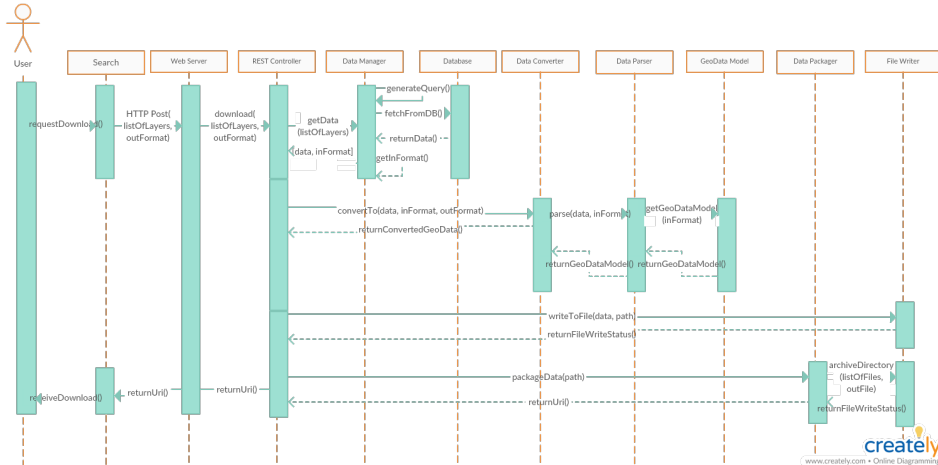 User
Search
Web Server
REST Controller
Data Manager
Database
Data Converter
Data Parser
GeoData Model
Data Packager
File Writer
generateQuery()
requestDownload()
HTTP Post(
listOfLayers,
outFormat)
download(
listOfLayers,
outFormat)
getData
(listOfLayers)
fetchFromDB()
returnData()
[data, inFormat]
getInFormat()
convertTo(data, inFormat, outFormat)
parse(data, inFormat)
getGeoDataModel
(inFormat)
returnConvertedGeoData()
returnGeoDataModel()
returnGeoDataModel()
writeToFile(data, path)
returnFileWriteStatus()
packageData(path)
archiveDirectory
(listOfFiles,
outFile)
returnUri()
returnUri()
receiveDownload()
returnUri()
returnFileWriteStatus()
creately
www.creately.com • Online Diagramming